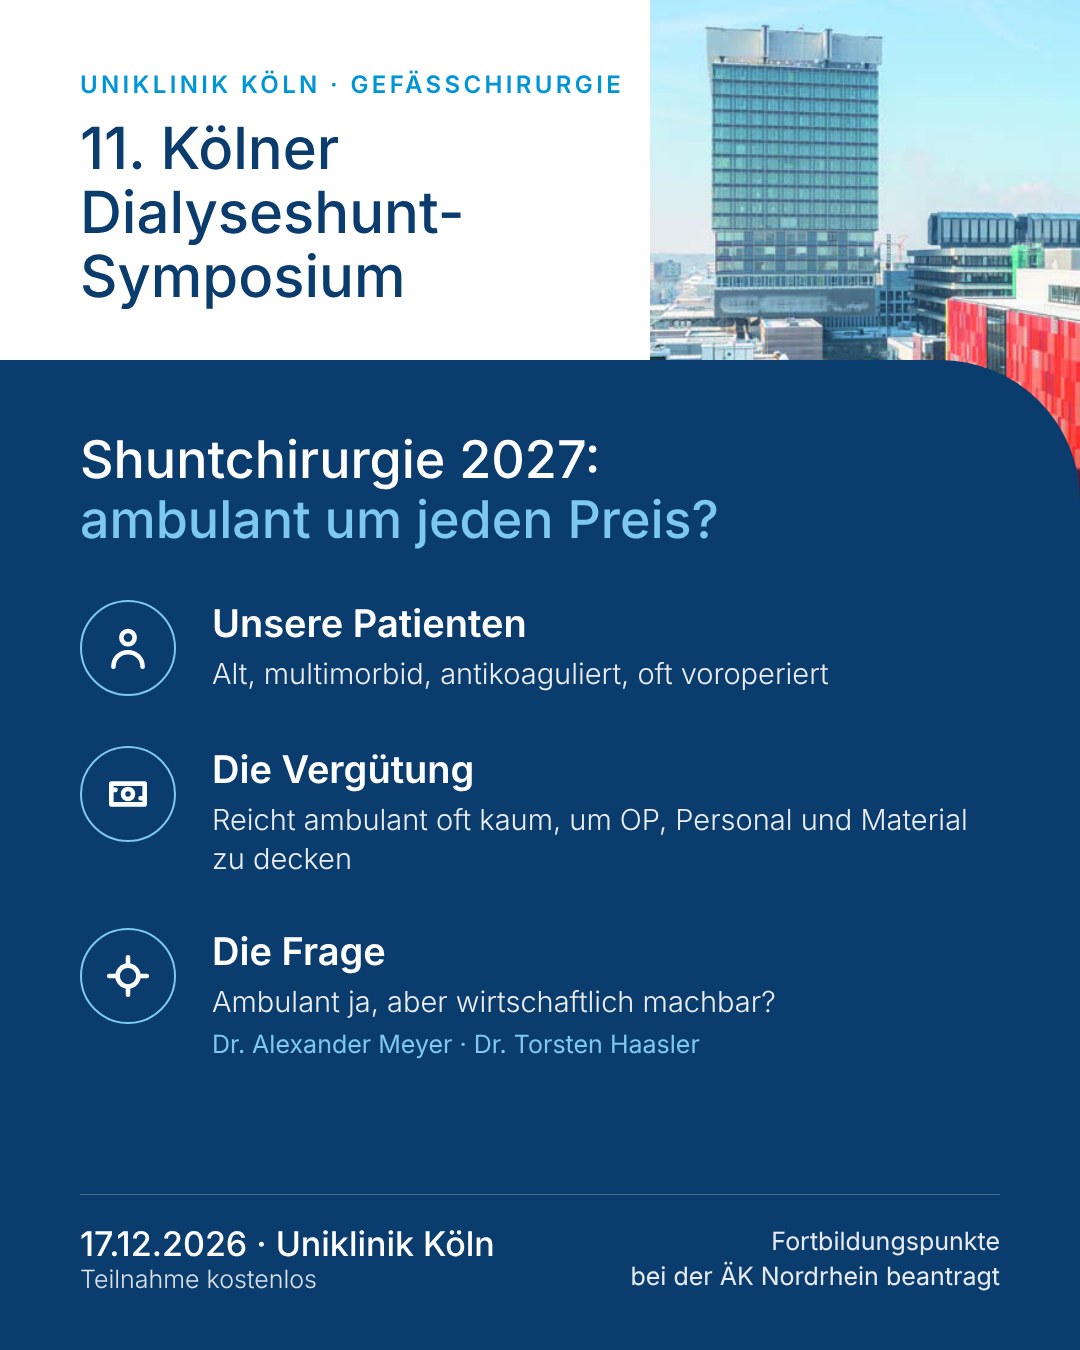 UNIKLINIK KÖLN · GEFÄSSCHIRURGIE
11. Kölner
Dialyseshunt-
Symposium
Shuntchirurgie 2027:
ambulant um jeden Preis?
Unsere Patienten
Alt, multimorbid, antikoaguliert, oft voroperiert
Die Vergütung
Reicht ambulant oft kaum, um OP, Personal und Material
zu decken
Die Frage
Ambulant ja, aber wirtschaftlich machbar?
Dr. Alexander Meyer · Dr. Torsten Haasler
17.12.2026 · Uniklinik Köln
Teilnahme kostenlos
Fortbildungspunkte
bei der ÄK Nordrhein beantragt